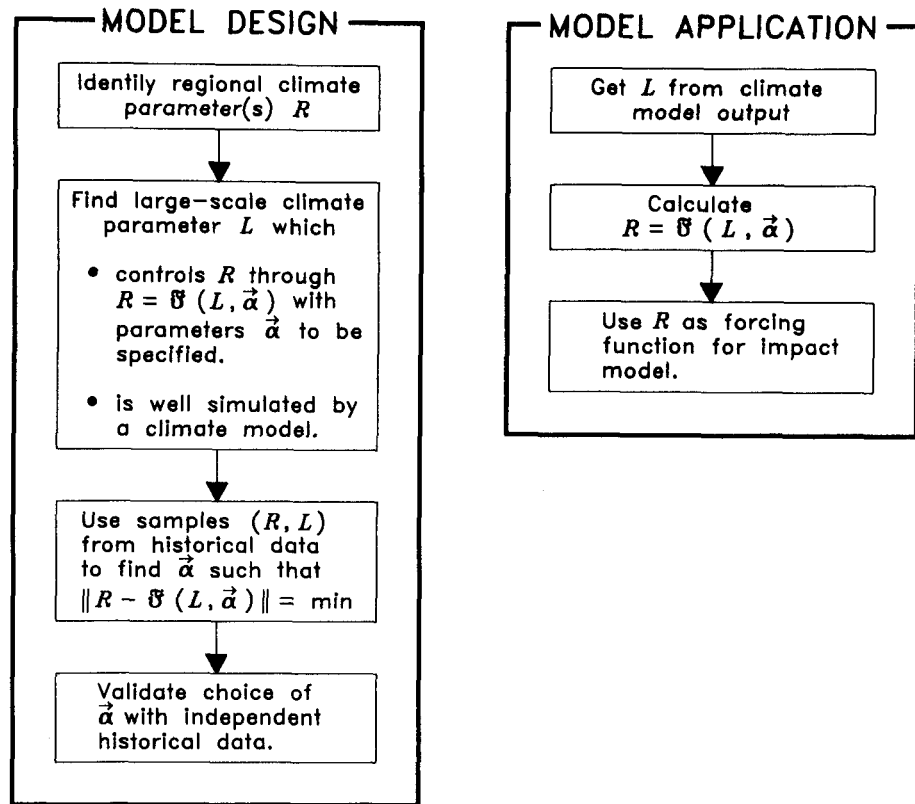 MODEL DESIGN
Identily regional climate
parameter(s) R
Find large-scale climate
parameter L which
• controls R through
R = 𝔉 (L, α⃗) with
parameters α⃗ to be
specified.
• is well simulated by
a climate model.
Use samples (R, L)
from historical data
to find α⃗ such that
‖R − 𝔉 (L, α⃗)‖ = min
Validate choice of
α⃗ with independent
historical data.
MODEL APPLICATION
Get L from climate
model output
Calculate
R = 𝔉 (L, α⃗)
Use R as forcing
function for impact
model.